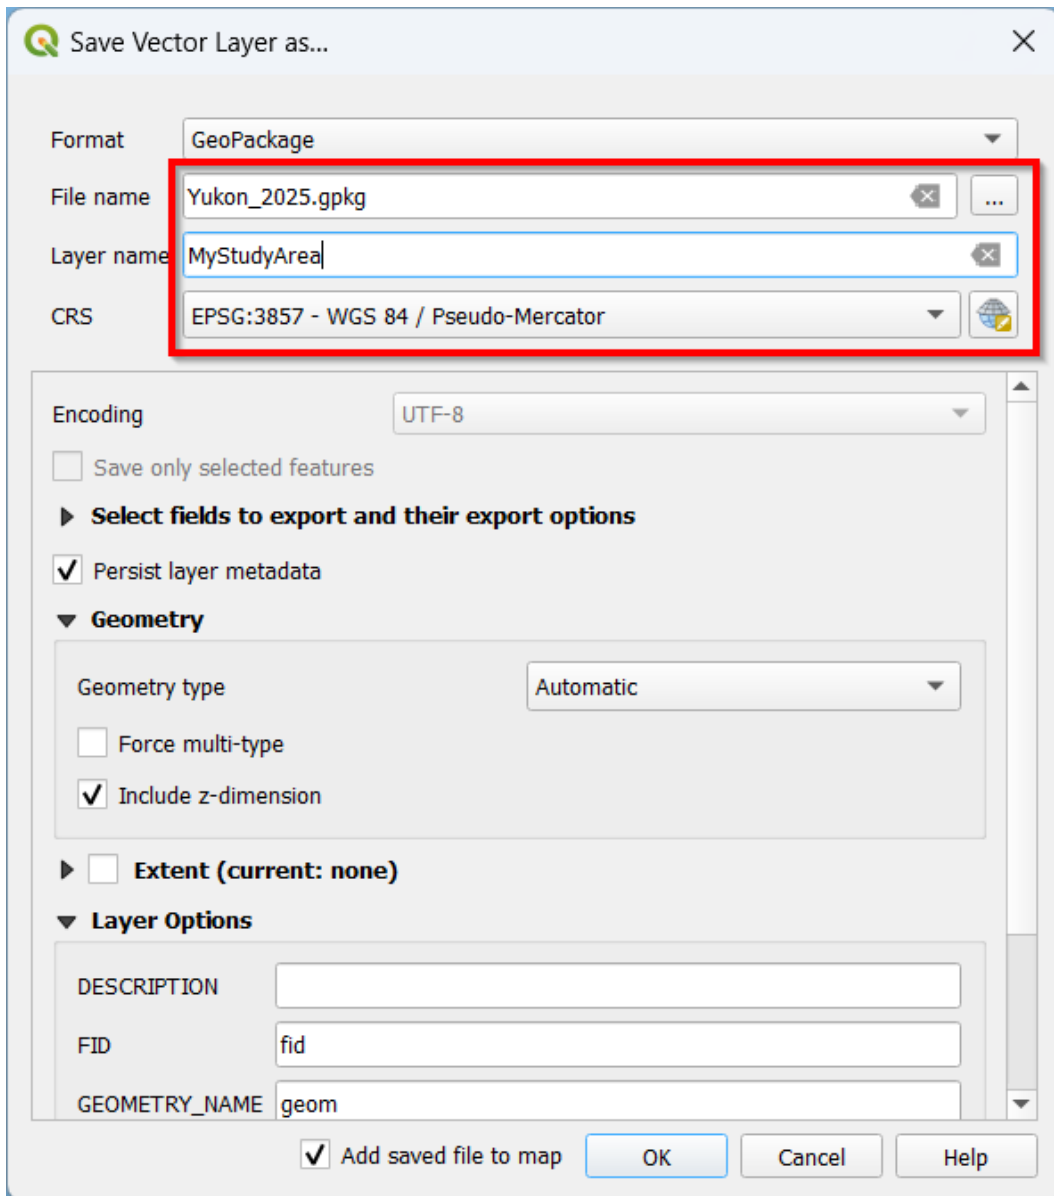 Save Vector Layer as...
Format GeoPackage
File name Yukon_2025.gpkg ...
Layer name MyStudyArea
CRS EPSG:3857 - WGS 84 / Pseudo-Mercator
Encoding UTF-8
Save only selected features
Select fields to export and their export options
Persist layer metadata
Geometry
Geometry type Automatic
Force multi-type
Include z-dimension
Extent (current: none)
Layer Options
DESCRIPTION
FID fid
GEOMETRY_NAME geom
Add saved file to map OK Cancel Help